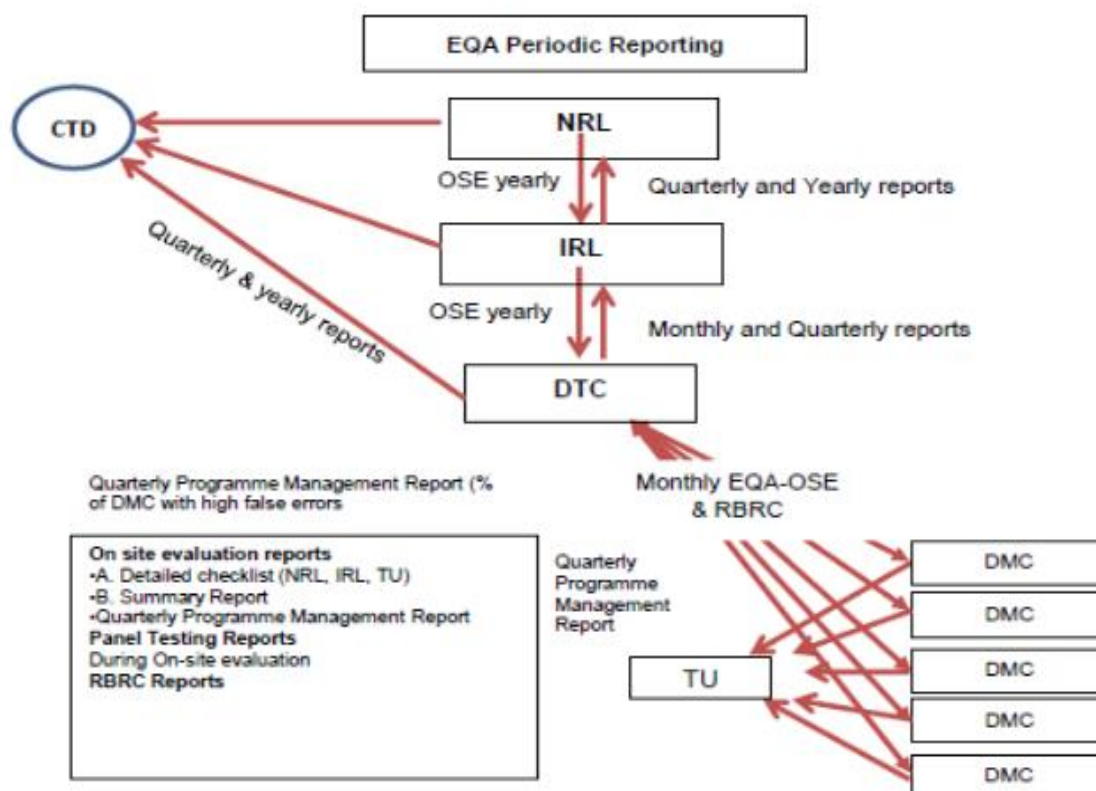 EQA Periodic Reporting
CTD
NRL
OSE yearly
Quarterly and Yearly reports
IRL
Quarterly & yearly reports
OSE yearly
Monthly and Quarterly reports
DTC
Quarterly Programme Management Report (%
of DMC with high false errors
Monthly EQA-OSE
& RBRC
On site evaluation reports
•A. Detailed checklist (NRL, IRL, TU)
•B. Summary Report
•Quarterly Programme Management Report
Panel Testing Reports
During On-site evaluation
RBRC Reports
Quarterly
Programme
Management
Report
TU
DMC
DMC
DMC
DMC
DMC